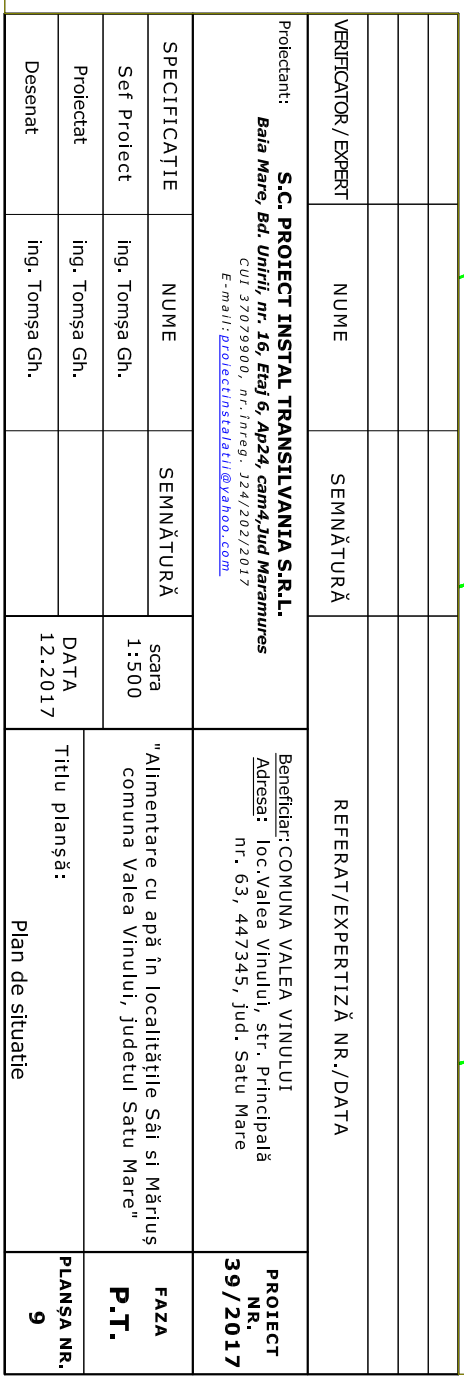 VERIFICATOR / EXPERT
NUME
SEMNĂTURĂ
REFERAT/EXPERTIZĂ NR./DATA
Proiectant:
S.C. PROIECT INSTAL TRANSILVANIA S.R.L.
Baia Mare, Bd. Unirii, nr. 16, Etaj 6, Ap24, cam4,Jud Maramures
CUI 37079900, nr.înreg. J24/202/2017
E-mail:proiectinstalatii@yahoo.com
Beneficiar:COMUNA VALEA VINULUI
Adresa: loc.Valea Vinului, str. Principală
nr. 63, 447345, jud. Satu Mare
PROIECT
NR.
39/2017
SPECIFICAȚIE
NUME
SEMNĂTURĂ
Sef Proiect
ing. Tomșa Gh.
Proiectat
ing. Tomșa Gh.
Desenat
ing. Tomșa Gh.
scara
1:500
DATA
12.2017
"Alimentare cu apă în localitățile Sâi si Măriuș
comuna Valea Vinului, judetul Satu Mare"
FAZA
P.T.
Titlu planșă:
Plan de situatie
PLANȘA NR.
9